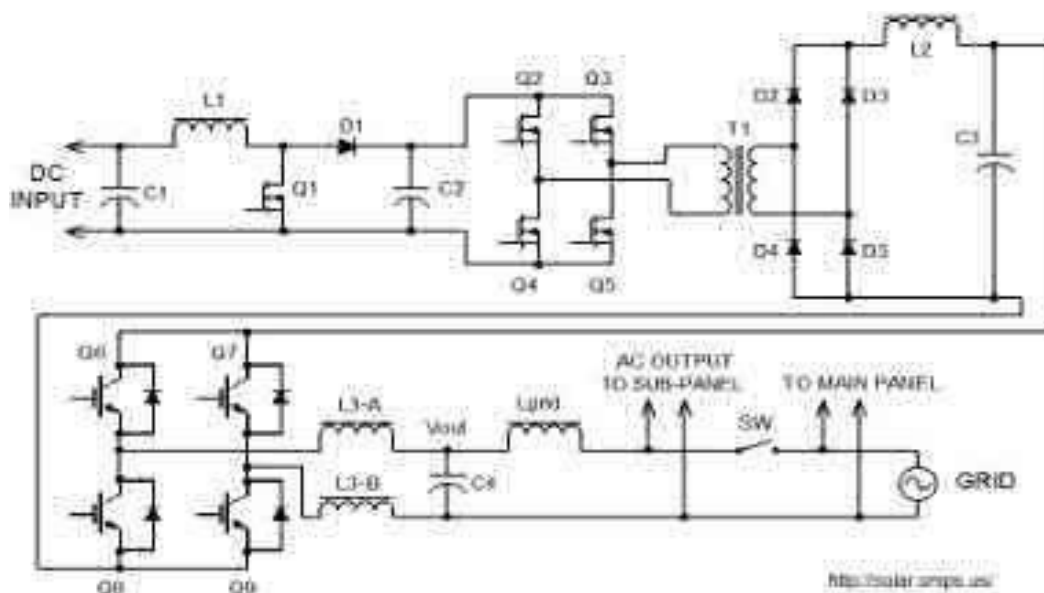 L2
Q2 Q3
L1
D2 D3
D1
T1
DC
INPUT
C1
Q1
C2
D4 D5
Q4 Q5
Q6 Q7
AC OUTPUT
TO SUB-PANEL
TO MAIN PANEL
L3-A
Vout
SW
L3-B
C4
GRID
Q8 Q9
http://solar.smps.us/